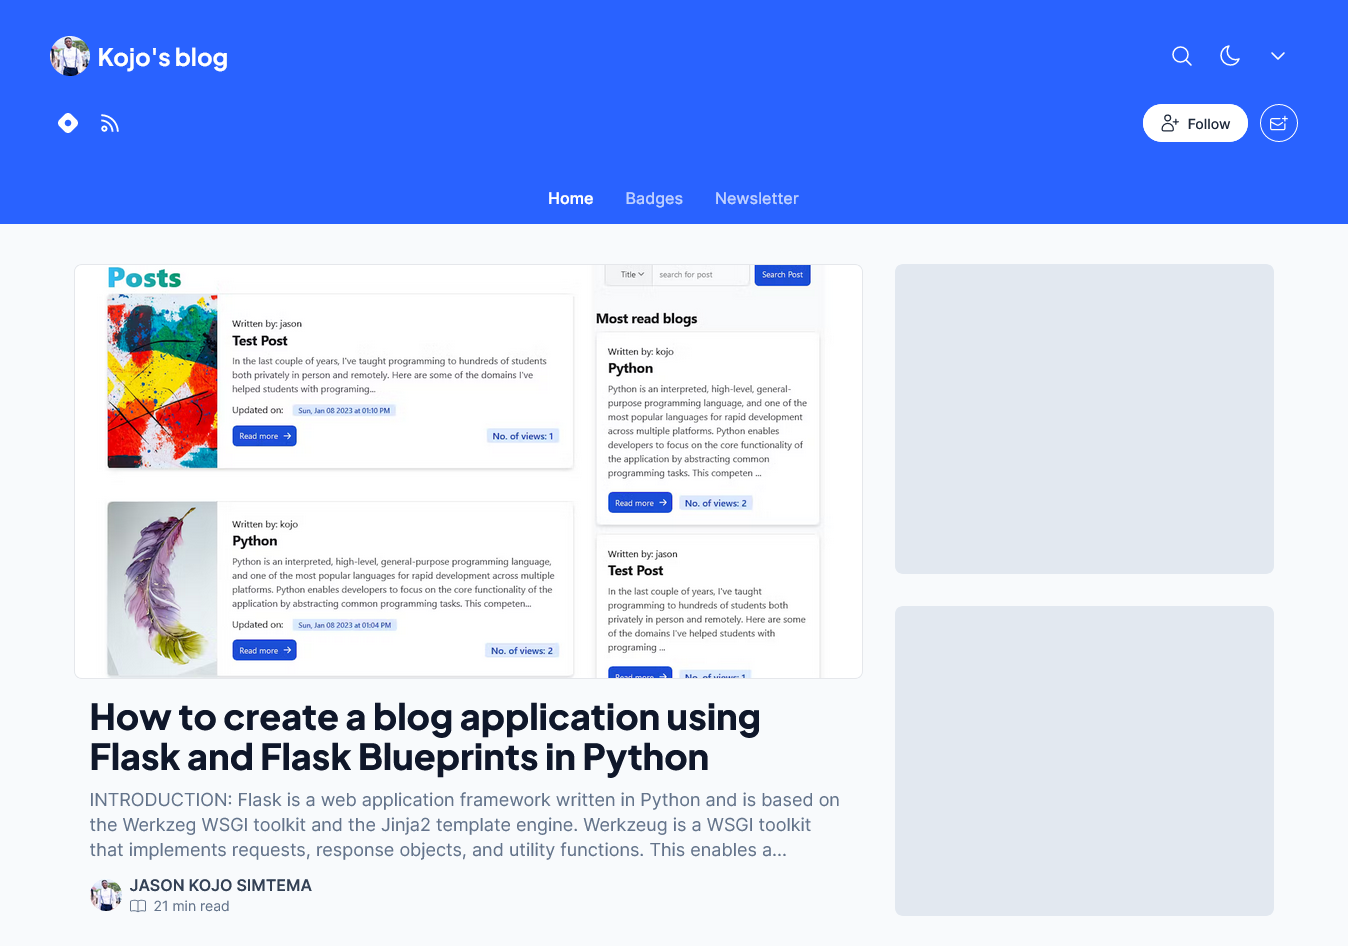 Kojo's blog
Follow
Home
Badges
Newsletter
Posts
Written by: jason
Test Post
In the last couple of years, I've taught programming to hundreds of students
both privately in person and remotely. Here are some of the domains I've
helped students with programing...
Updated on:
Sun, Jan 08 2023 at 01:10 PM
Read more
No. of views: 1
Written by: kojo
Python
Python is an interpreted, high-level, general-purpose programming language,
and one of the most popular languages for rapid development across multiple
platforms. Python enables developers to focus on the core functionality of the
application by abstracting common programming tasks. This competen...
Updated on:
Sun, Jan 08 2023 at 01:04 PM
Read more
No. of views: 2
Title
search for post
Search Post
Most read blogs
Written by: kojo
Python
Python is an interpreted, high-level, general-
purpose programming language, and one of the
most popular languages for rapid development
across multiple platforms. Python enables
developers to focus on the core functionality of
the application by abstracting common
programming tasks. This competen ...
Read more
No. of views: 2
Written by: jason
Test Post
In the last couple of years, I've taught
programming to hundreds of students both
privately in person and remotely. Here are some
of the domains I've helped students with
programing ...
Read more
No. of views: 1
How to create a blog application using
Flask and Flask Blueprints in Python
INTRODUCTION: Flask is a web application framework written in Python and is based on
the Werkzeg WSGI toolkit and the Jinja2 template engine. Werkzeug is a WSGI toolkit
that implements requests, response objects, and utility functions. This enables a...
JASON KOJO SIMTEMA
21 min read